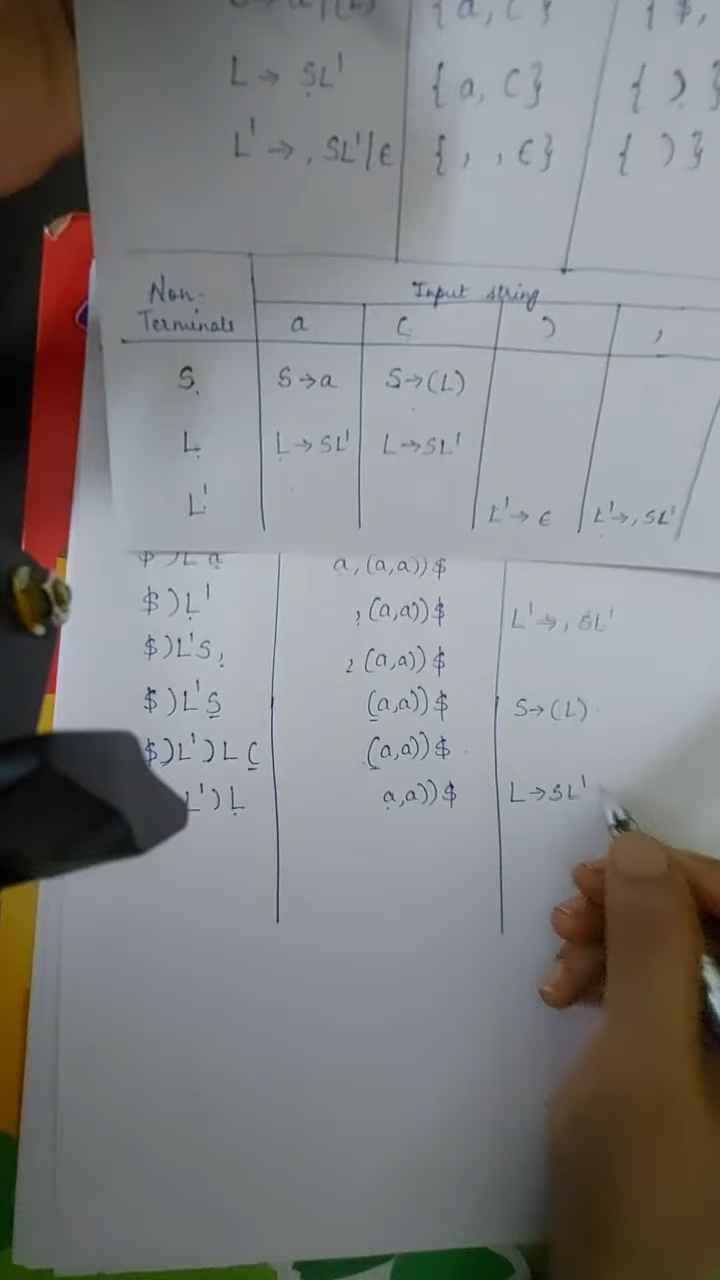 L → SL' {a, (} { ) }
L' → , SL'/ε { , , ε} { ) }
Non-Terminals Input string
a ( ) ,
S S→a S→(L)
L L→SL' L→SL'
L' L'→ε L'→,SL'
$)L'a a,(a,a))$
$)L' ,(a,a))$ L'→, SL'
$)L'S, ,(a,a))$
$)L'S (a,a))$ S→(L)
$)L')L( (a,a))$
L')L a,a))$ L→SL'